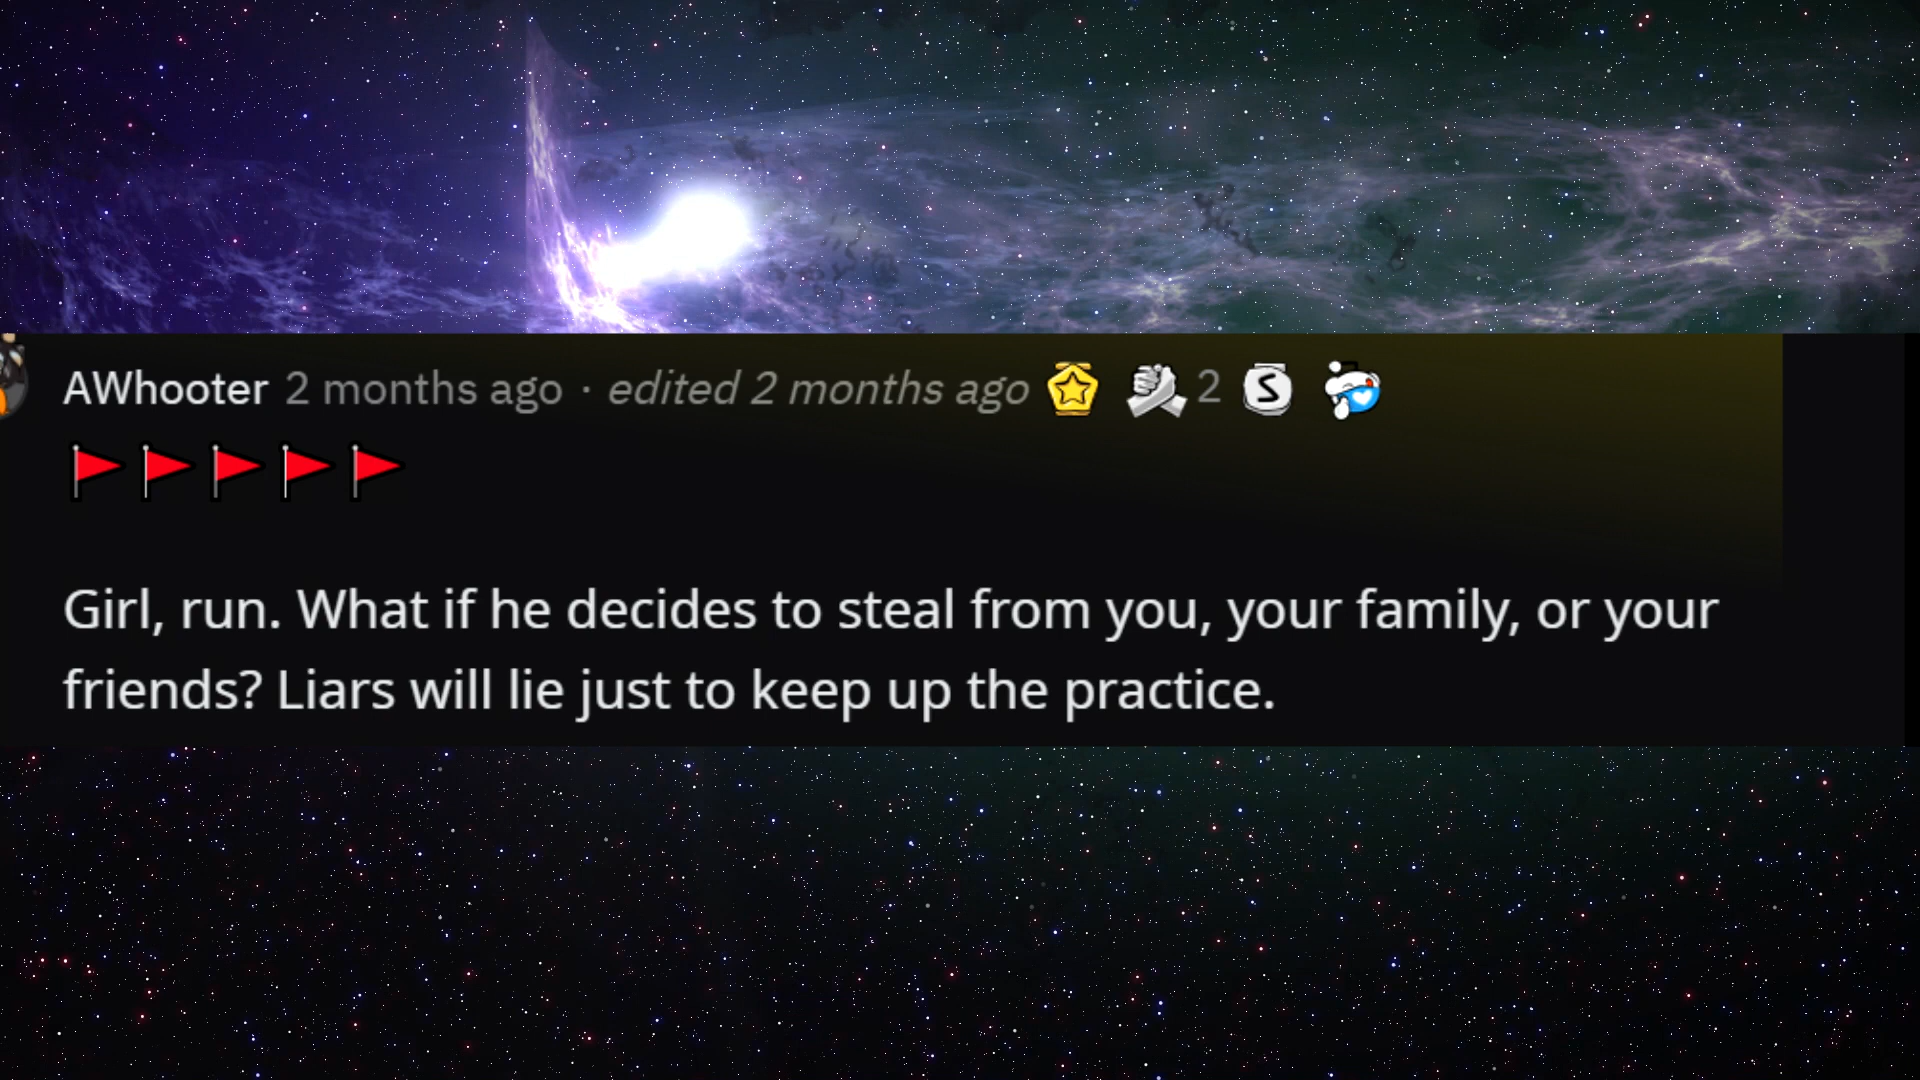 AWhooter 2 months ago · edited 2 months ago 2 S
🚩🚩🚩🚩🚩
Girl, run. What if he decides to steal from you, your family, or your
friends? Liars will lie just to keep up the practice.